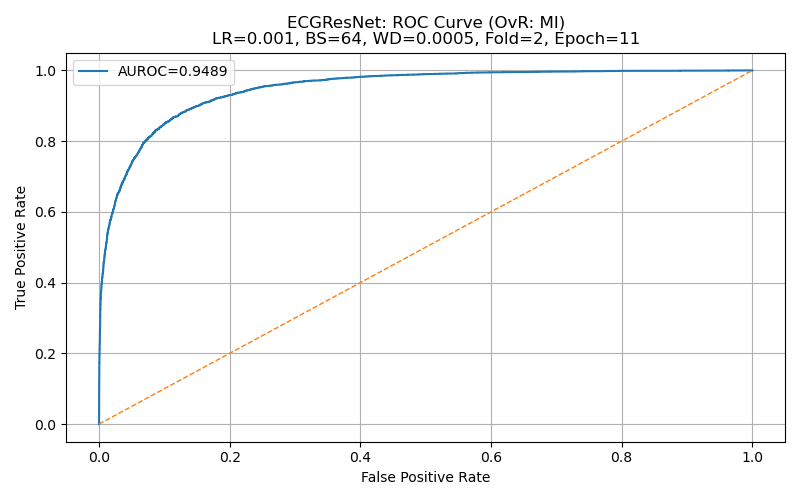 ECGResNet: ROC Curve (OvR: MI)
LR=0.001, BS=64, WD=0.0005, Fold=2, Epoch=11
AUROC=0.9489
True Positive Rate
1.0
0.8
0.6
0.4
0.2
0.0
0.0 0.2 0.4 0.6 0.8 1.0
False Positive Rate